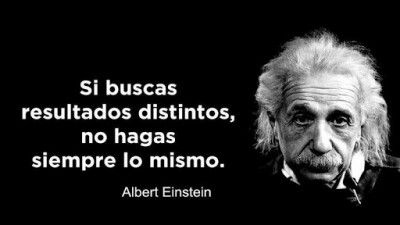 Si buscas
resultados distintos,
no hagas
siempre lo mismo.
Albert Einstein